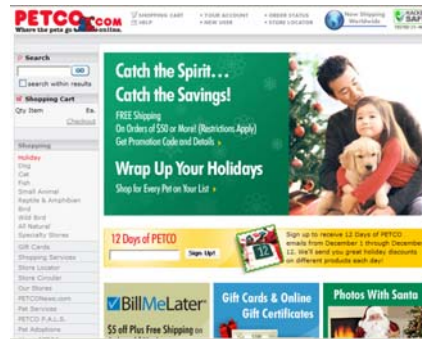 PETCO.COM
Where the pets go online.
SHOPPING CART
HELP
YOUR ACCOUNT
NEW USER
ORDER STATUS
STORE LOCATOR
Now Shipping
Worldwide
Search
GO
search within results
Shopping Cart
Qty Item Ea.
Checkout
Shopping
Holiday
Dog
Cat
Fish
Small Animal
Reptile & Amphibian
Bird
Wild Bird
All Natural
Specialty Stores
Gift Cards
Shopping Services
Store Locator
Store Circular
Our Stores
PETCONews.com
Pet Services
PETCO P.A.L.S.
Pet Adoptions
Catch the Spirit...
Catch the Savings!
FREE Shipping
On Orders of $50 or More! (Restrictions Apply)
Get Promotion Code and Details
Wrap Up Your Holidays
Shop for Every Pet on Your List
12 Days of PETCO
Sign Up!
12
Sign up to receive 12 Days of PETCO
emails from December 1 through December
12. We'll send you great holiday discounts
on different products each day!
BillMeLater
$5 off Plus Free Shipping on
Gift Cards & Online
Gift Certificates
Photos With Santa